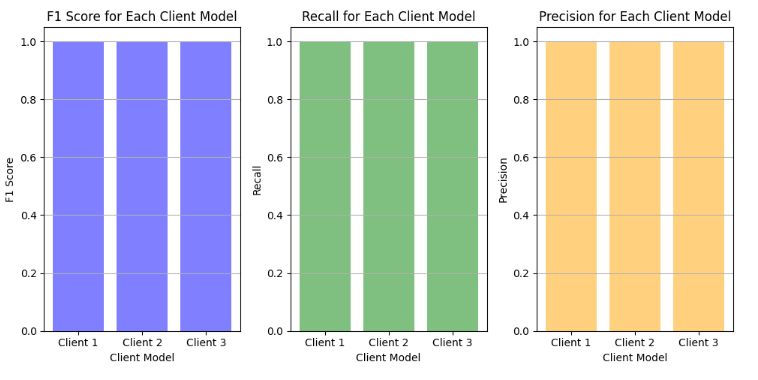 F1 Score for Each Client Model
1.0
0.8
0.6
0.4
0.2
0.0
F1 Score
Client 1 Client 2 Client 3
Client Model
Recall for Each Client Model
1.0
0.8
0.6
0.4
0.2
0.0
Recall
Client 1 Client 2 Client 3
Client Model
Precision for Each Client Model
1.0
0.8
0.6
0.4
0.2
0.0
Precision
Client 1 Client 2 Client 3
Client Model